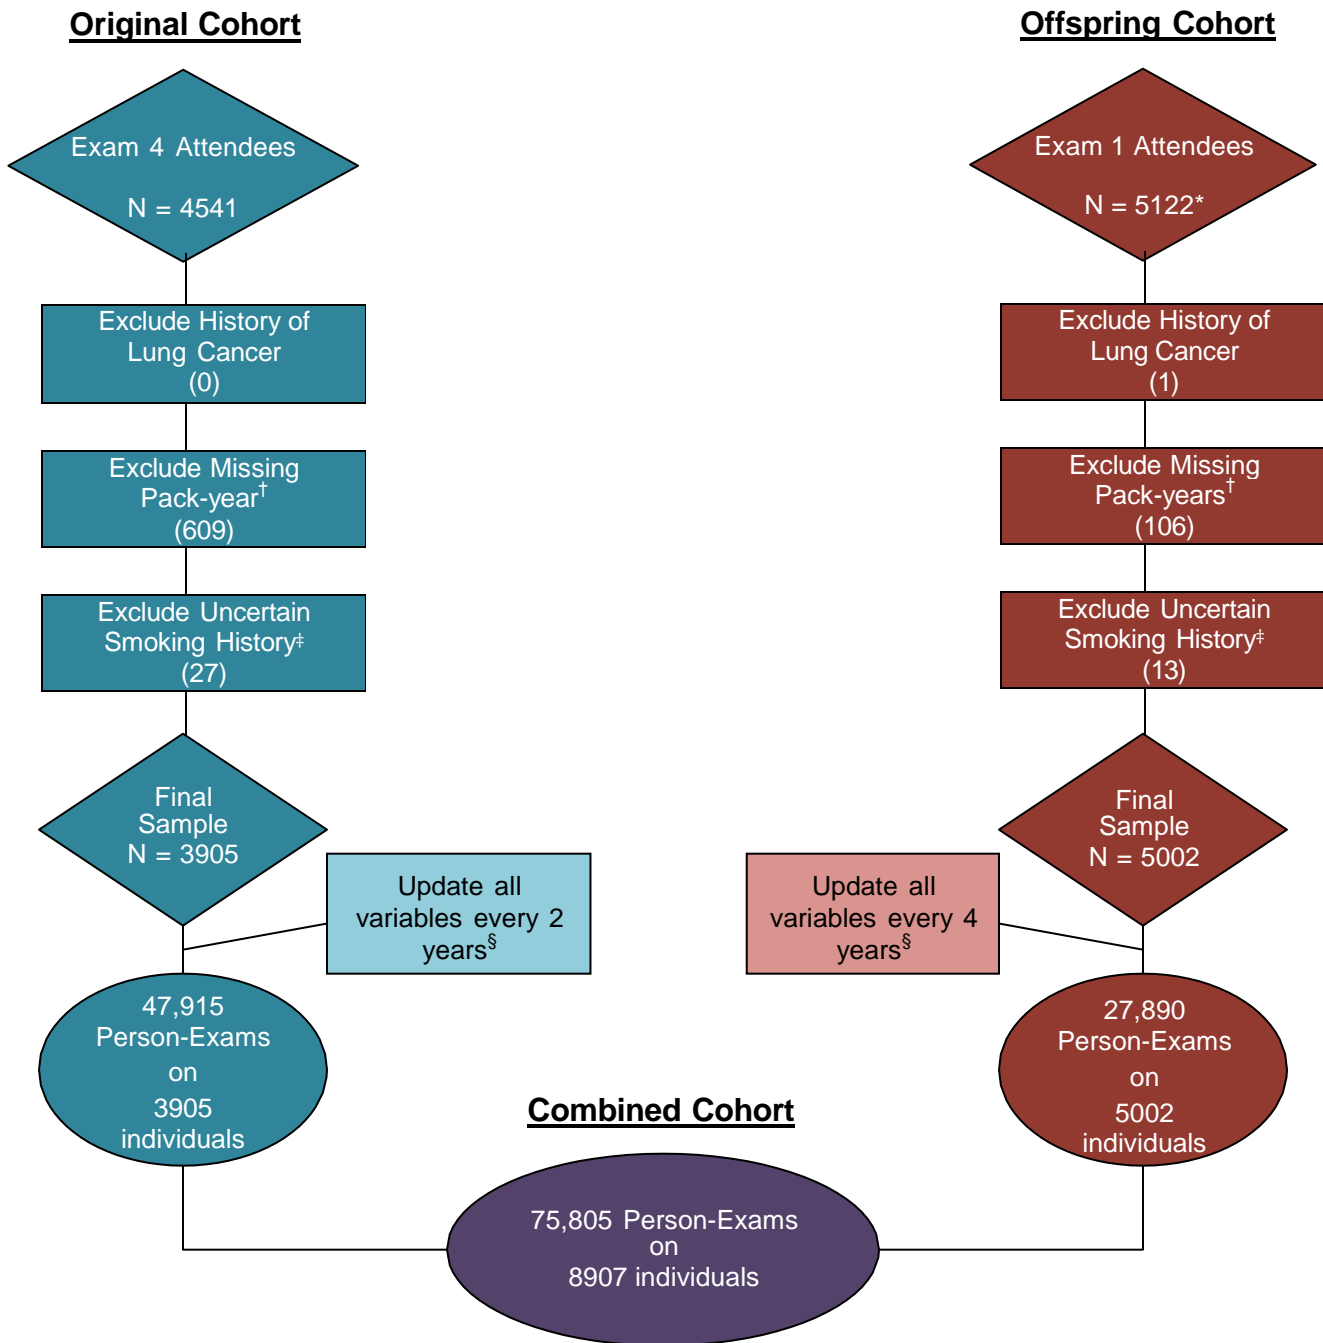 Original Cohort
Exam 4 Attendees
N = 4541
Exclude History of
Lung Cancer
(0)
Exclude Missing
Pack-year†
(609)
Exclude Uncertain
Smoking History‡
(27)
Final
Sample
N = 3905
Update all
variables every 2
years§
47,915
Person-Exams
on
3905
individuals
Offspring Cohort
Exam 1 Attendees
N = 5122*
Exclude History of
Lung Cancer
(1)
Exclude Missing
Pack-years†
(106)
Exclude Uncertain
Smoking History‡
(13)
Final
Sample
N = 5002
Update all
variables every 4
years§
27,890
Person-Exams
on
5002
individuals
Combined Cohort
75,805 Person-Exams
on
8907 individuals